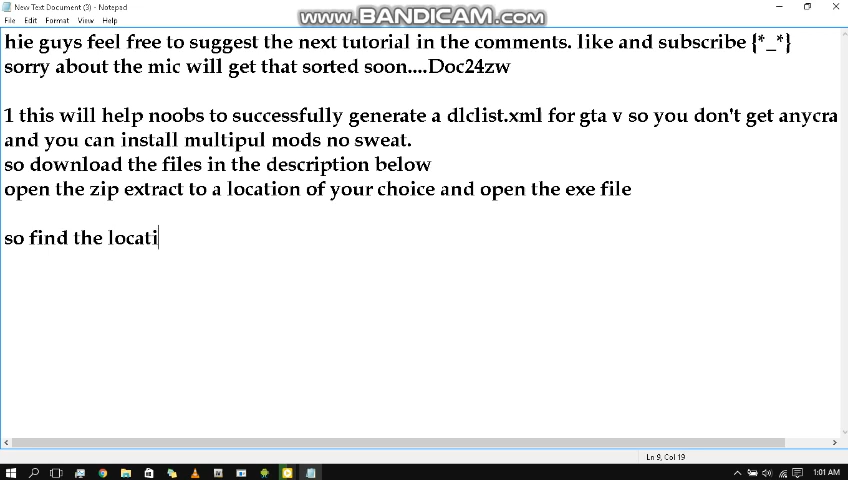 New Text Document (3) - Notepad
www.BANDICAM.com
File Edit Format View Help
hie guys feel free to suggest the next tutorial in the comments. like and subscribe {*_*}
sorry about the mic will get that sorted soon....Doc24zw
1 this will help noobs to successfully generate a dlclist.xml for gta v so you don't get anycra
and you can install multipul mods no sweat.
so download the files in the description below
open the zip extract to a location of your choice and open the exe file
so find the locati
Ln 9, Col 19
1:01 AM